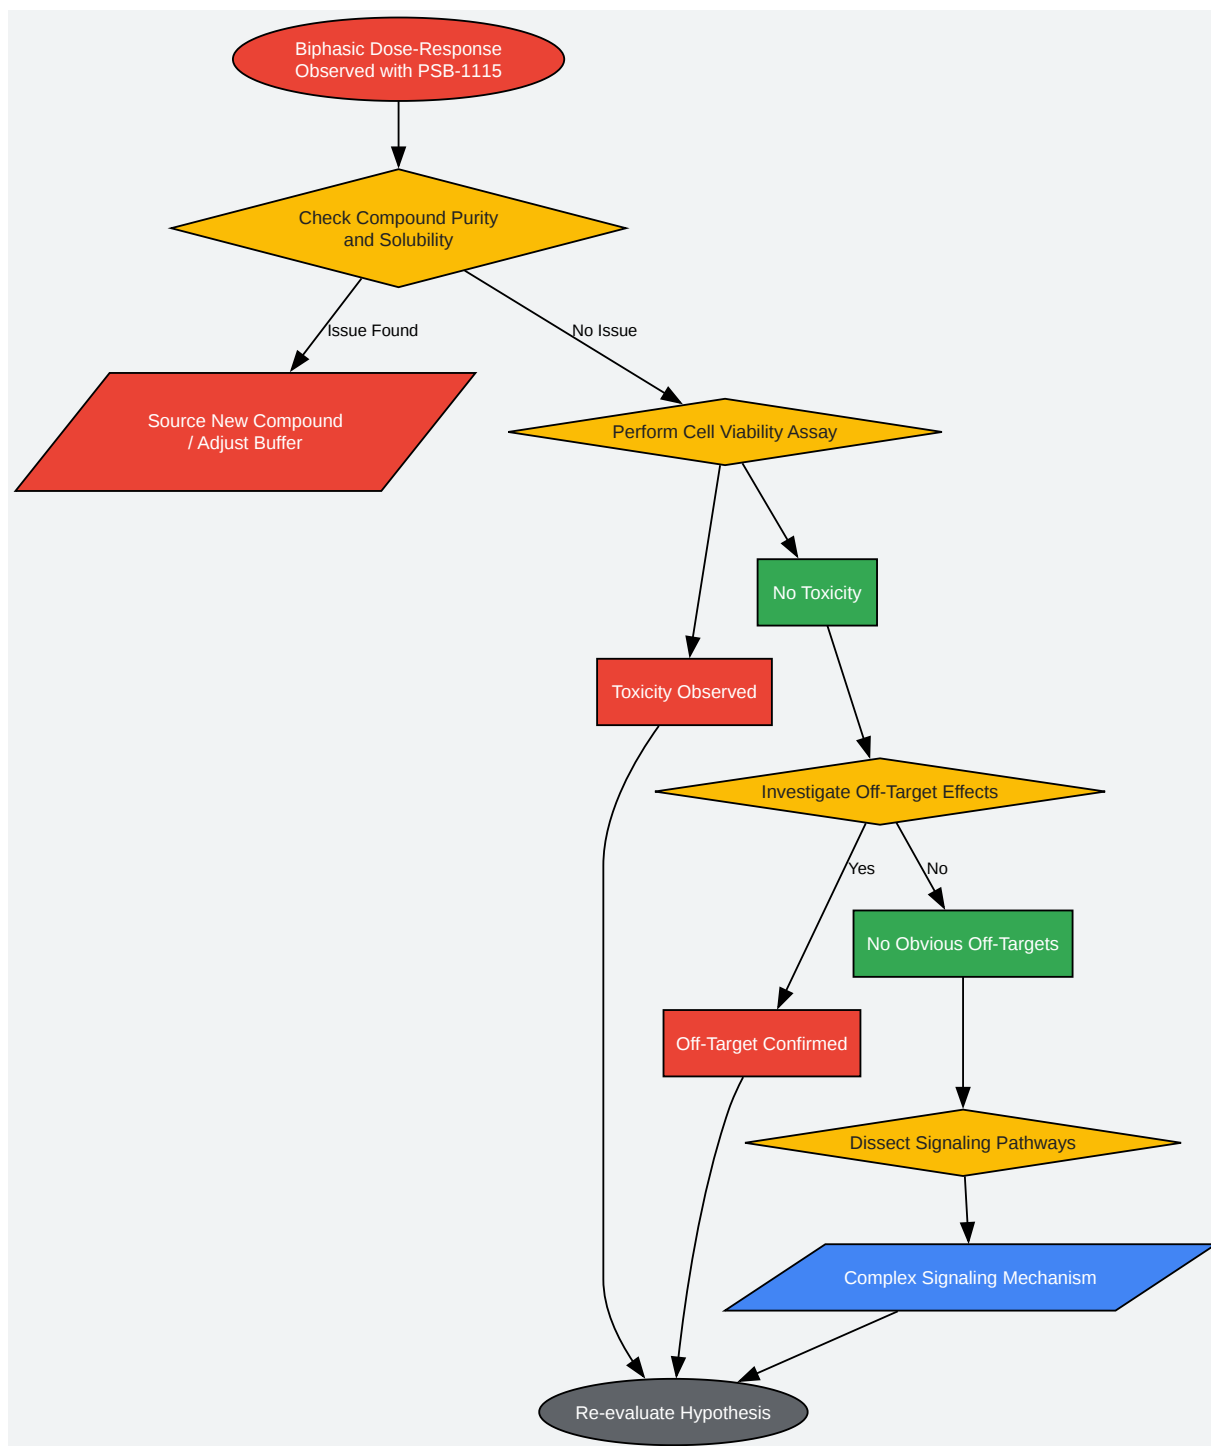 Biphasic Dose-Response
Observed with PSB-1115
Check Compound Purity
and Solubility
Issue Found
No Issue
Source New Compound
/ Adjust Buffer
Perform Cell Viability Assay
No Toxicity
Toxicity Observed
Investigate Off-Target Effects
Yes
No
No Obvious Off-Targets
Off-Target Confirmed
Dissect Signaling Pathways
Complex Signaling Mechanism
Re-evaluate Hypothesis